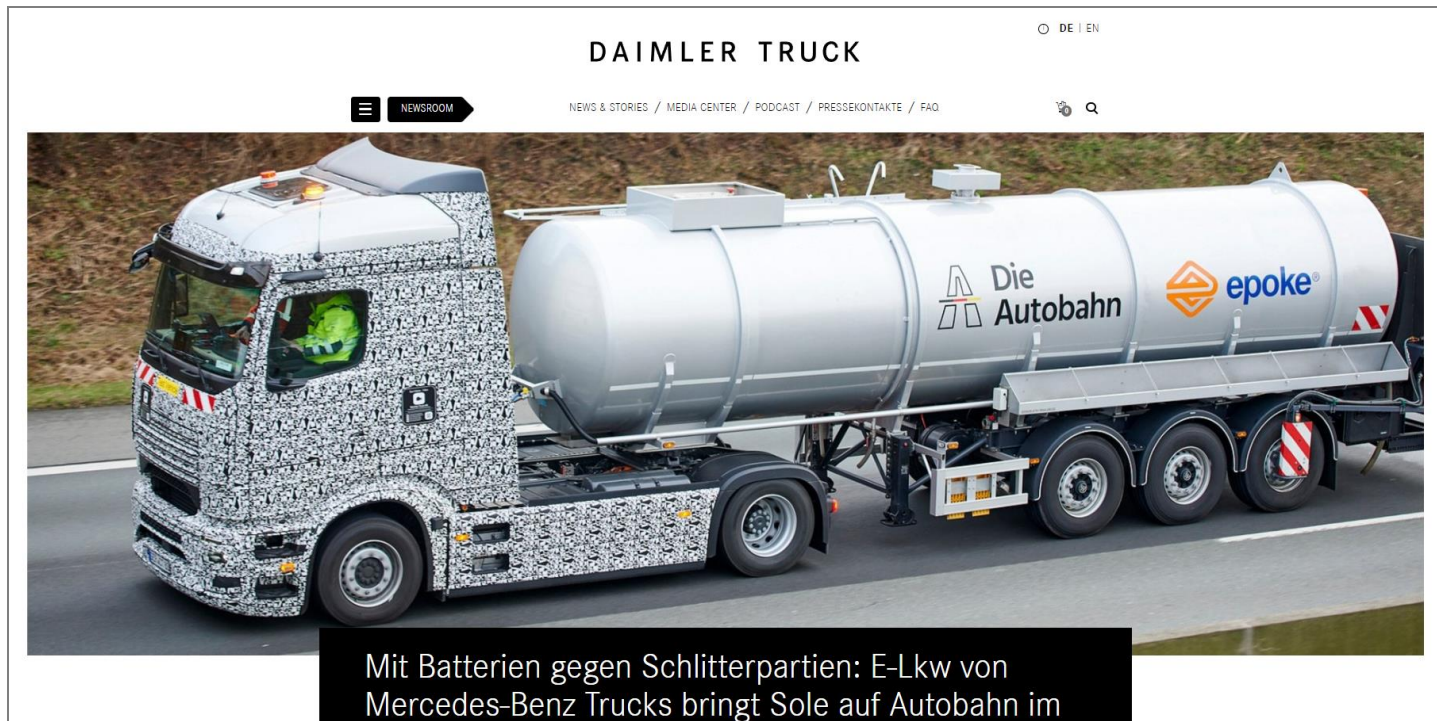 DE | EN
DAIMLER TRUCK
NEWSROOM
NEWS & STORIES / MEDIA CENTER / PODCAST / PRESSEKONTAKTE / FAQ
0
Die
Autobahn
epoke®
Mit Batterien gegen Schlitterpartien: E-Lkw von
Mercedes-Benz Trucks bringt Sole auf Autobahn im